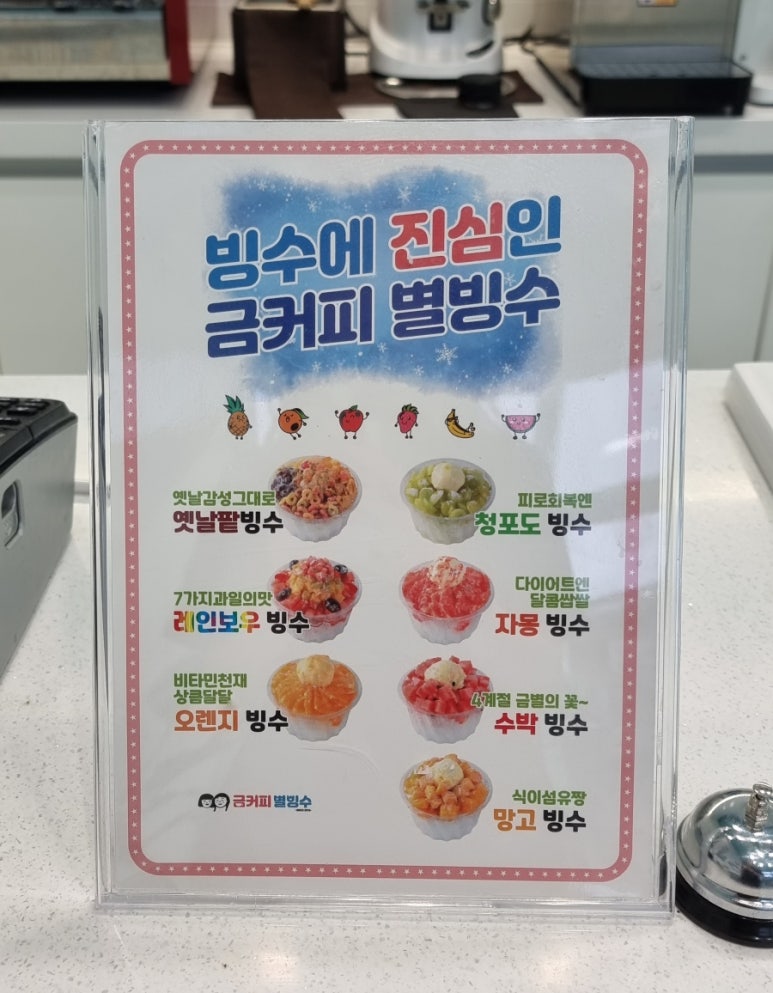 빙수에 진심인
금커피 별빙수
옛날감성그대로
옛날팥빙수
피로회복엔
청포도 빙수
7가지과일의맛
레인보우 빙수
다이어트엔
달콤쌉쌀
자몽 빙수
비타민천재
상큼달달
오렌지 빙수
4계절 금별의 꽃~
수박 빙수
식이섬유짱
망고 빙수
금커피 별빙수